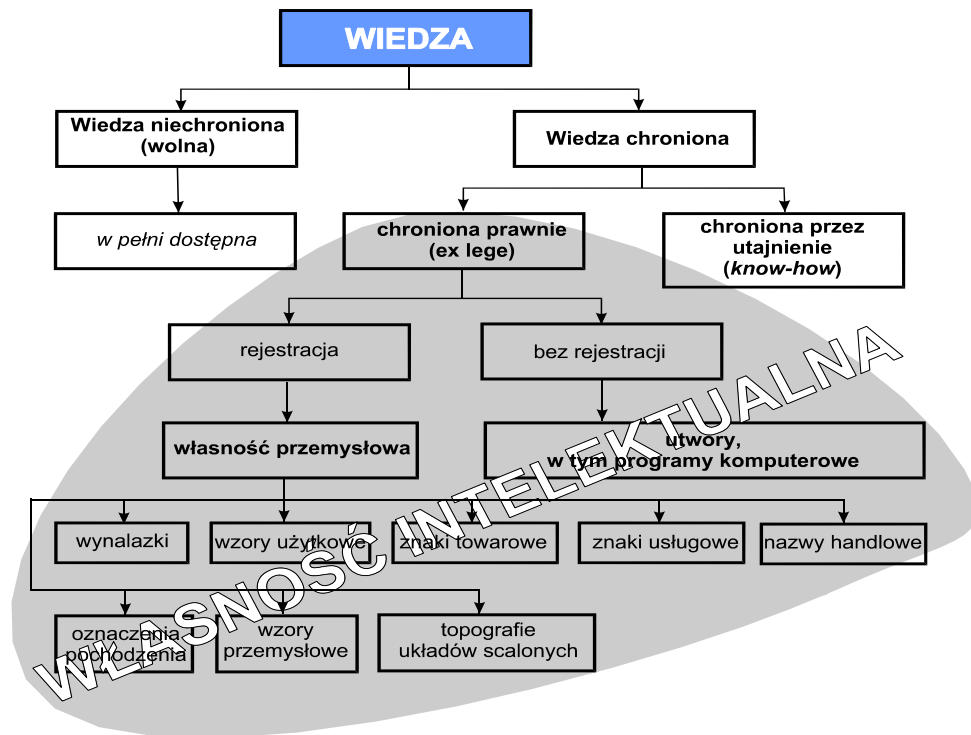 WIEDZA
Wiedza niechroniona
(wolna)
Wiedza chroniona
w pełni dostępna
chroniona prawnie
(ex lege)
chroniona przez
utajnienie
(know-how)
rejestracja
bez rejestracji
własność przemysłowa
utwory,
w tym programy komputerowe
wynalazki
wzory użytkowe
znaki towarowe
znaki usługowe
nazwy handlowe
oznaczenia
pochodzenia
wzory
przemysłowe
topografie
układów scalonych
WŁASNOŚĆ INTELEKTUALNA